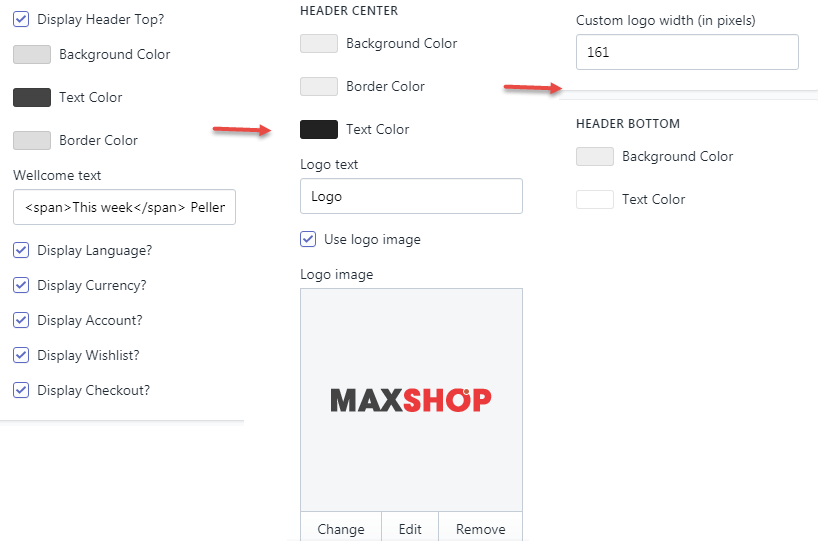 Display Header Top?
Background Color
Text Color
Border Color
Wellcome text
<span>This week</span> Peller
Display Language?
Display Currency?
Display Account?
Display Wishlist?
Display Checkout?
HEADER CENTER
Background Color
Border Color
Text Color
Logo text
Logo
Use logo image
Logo image
MAXSHOP
Change Edit Remove
Custom logo width (in pixels)
161
HEADER BOTTOM
Background Color
Text Color